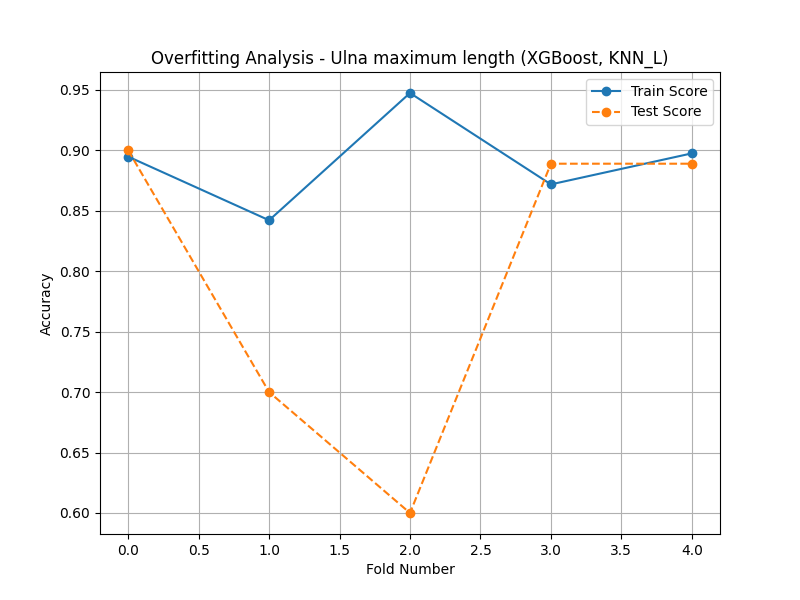 Overfitting Analysis - Ulna maximum length (XGBoost, KNN_L)
Train Score
Test Score
0.95
0.90
0.85
0.80
0.75
0.70
0.65
0.60
Accuracy
0.0 0.5 1.0 1.5 2.0 2.5 3.0 3.5 4.0
Fold Number